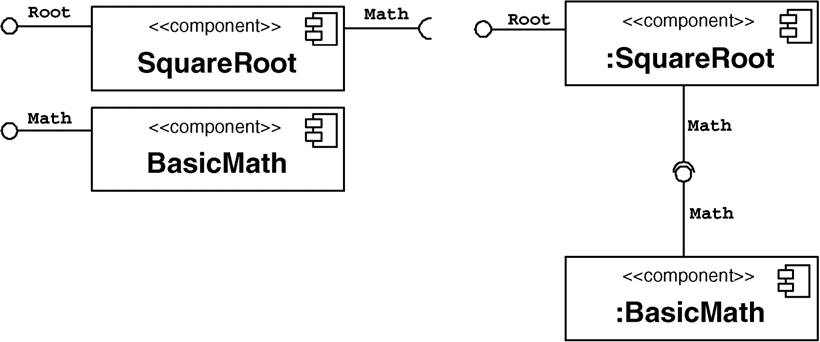 Root
<<component>>
SquareRoot
Math
Math
<<component>>
BasicMath
Root
<<component>>
:SquareRoot
Math
Math
<<component>>
:BasicMath